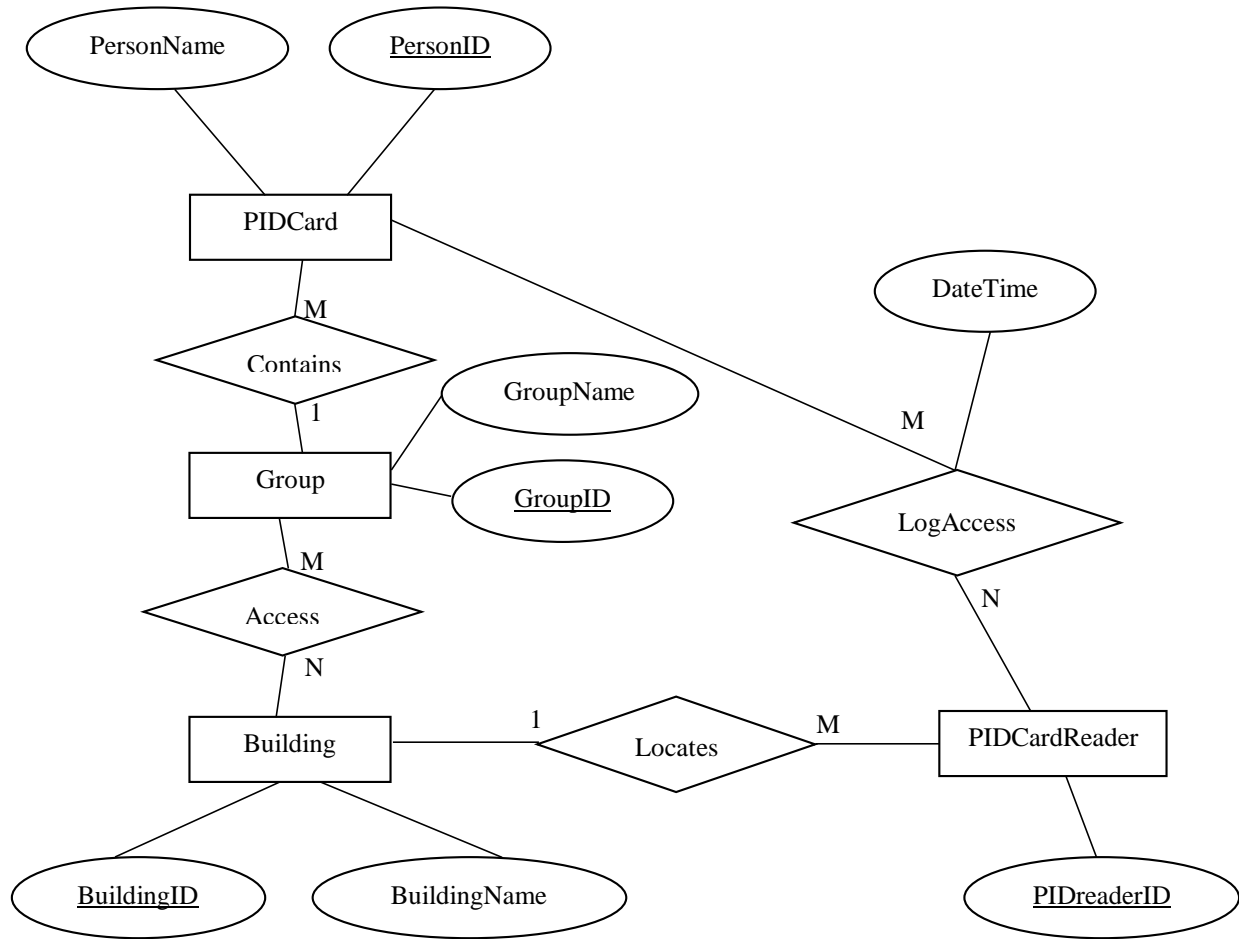 PersonName
PersonID
PIDCard
DateTime
M
Contains
GroupName
1
M
Group
GroupID
LogAccess
M
N
Access
N
1
M
Building
Locates
PIDCardReader
BuildingID
BuildingName
PIDreaderID